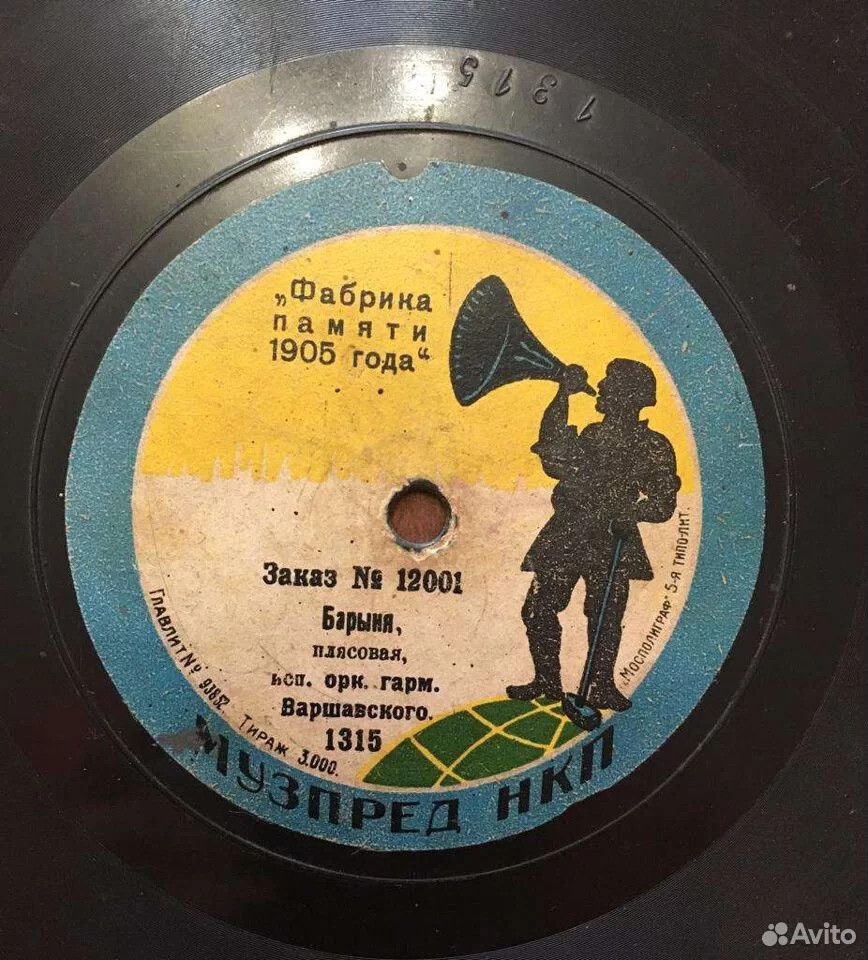 1315
„Фабрика
памяти
1905 года“
Заказ № 12001
Барыня,
плясовая,
исп. орк. гарм.
Варшавского.
1315
Главлит № 93852 Тираж 3.000.
„Мосполиграф“ 5-я типо-лит.
МУЗПРЕД НКП
Avito